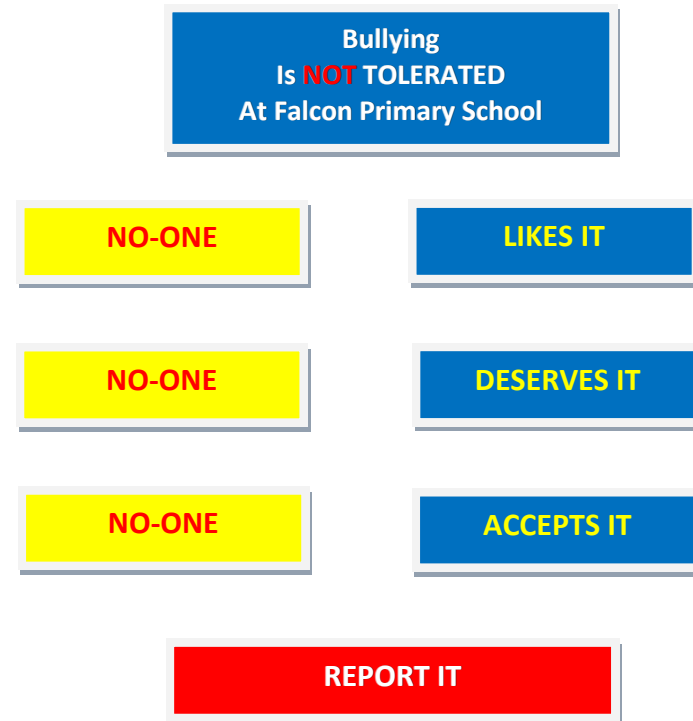 Bullying
Is NOT TOLERATED
At Falcon Primary School
NO-ONE LIKES IT
NO-ONE DESERVES IT
NO-ONE ACCEPTS IT
REPORT IT